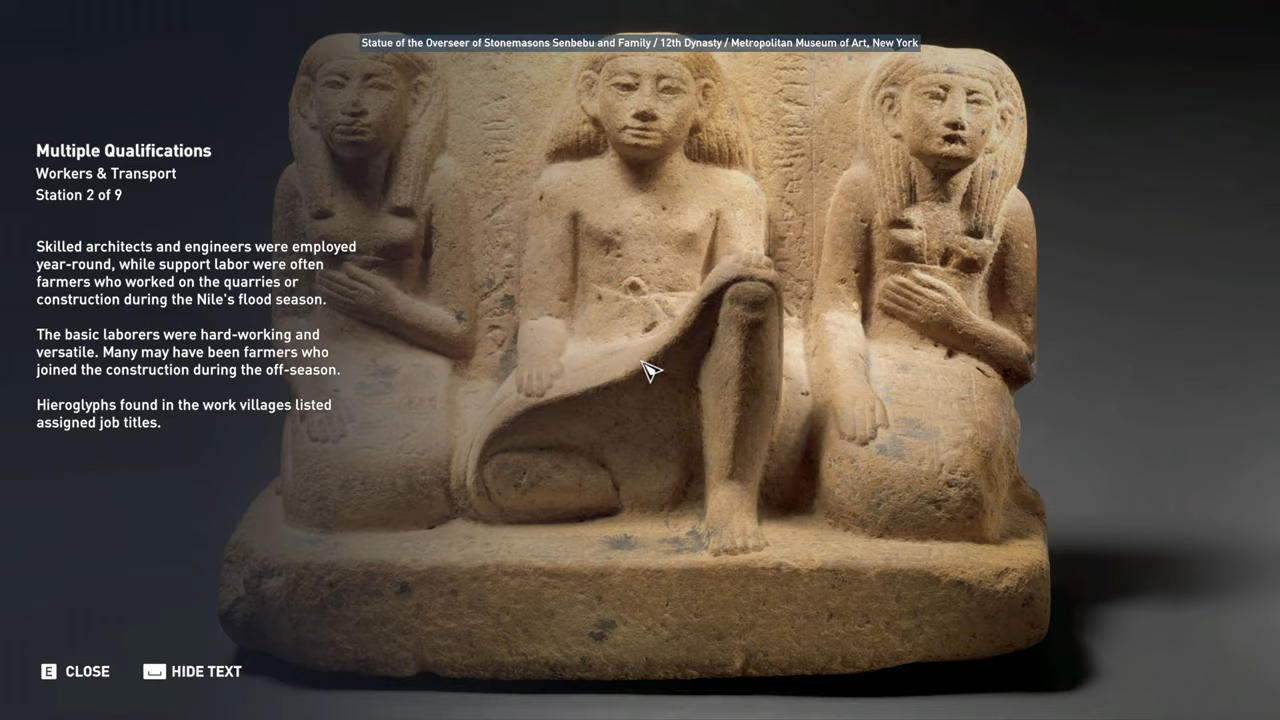 Statue of the Overseer of Stonemasons Senbebu and Family / 12th Dynasty / Metropolitan Museum of Art, New York
Multiple Qualifications
Workers & Transport
Station 2 of 9
Skilled architects and engineers were employed
year-round, while support labor were often
farmers who worked on the quarries or
construction during the Nile's flood season.
The basic laborers were hard-working and
versatile. Many may have been farmers who
joined the construction during the off-season.
Hieroglyphs found in the work villages listed
assigned job titles.
E CLOSE
HIDE TEXT